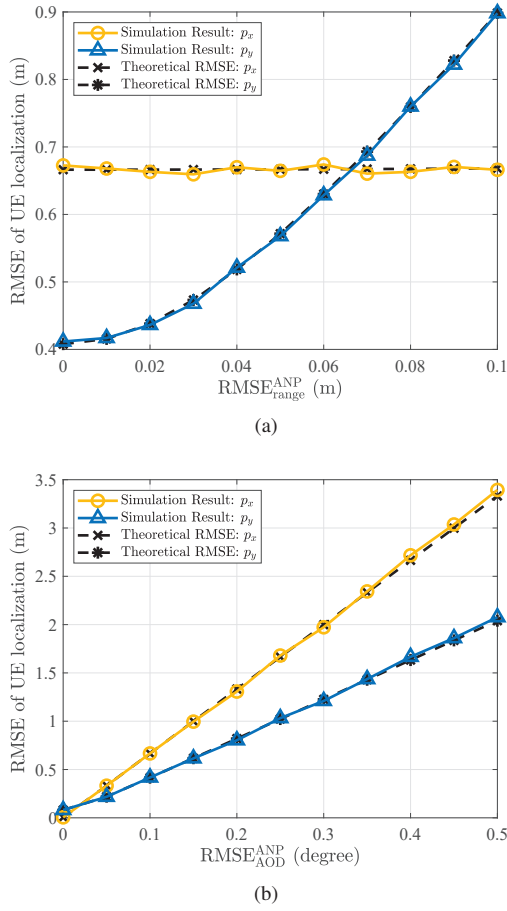 0.9
Simulation Result: p_x
Simulation Result: p_y
Theoretical RMSE: p_x
Theoretical RMSE: p_y
0.8
0.7
0.6
0.5
0.4
RMSE of UE localization (m)
0 0.02 0.04 0.06 0.08 0.1
RMSE^ANP_range (m)
(a)
3.5
Simulation Result: p_x
Simulation Result: p_y
Theoretical RMSE: p_x
Theoretical RMSE: p_y
3
2.5
2
1.5
1
0.5
0
RMSE of UE localization (m)
0 0.1 0.2 0.3 0.4 0.5
RMSE^ANP_AOD (degree)
(b)